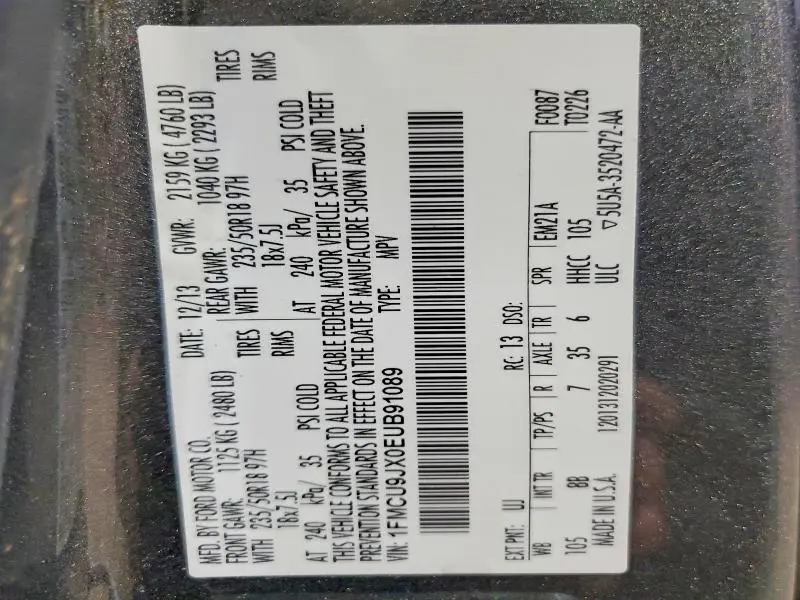 MFD. BY FORD MOTOR CO. DATE: 12/13 GVWR: 2159 KG (4760 LB)
FRONT GAWR: 1125 KG (2480 LB) REAR GAWR: 1040 KG (2293 LB)
WITH 235/50R18 97H TIRES WITH 235/50R18 97H TIRES
18x7.5J RIMS 18x7.5J RIMS
AT 240 kPa/ 35 PSI COLD AT 240 kPa/ 35 PSI COLD
THIS VEHICLE CONFORMS TO ALL APPLICABLE FEDERAL MOTOR VEHICLE SAFETY AND THEFT
PREVENTION STANDARDS IN EFFECT ON THE DATE OF MANUFACTURE SHOWN ABOVE.
VIN: 1FMCU9JX0EUB91089 TYPE: MPV
EXT PNT: UJ RC: 13 DSO: F0087
WB INT TR TP/PS R AXLE TR SPR EM21A T0226
105 8B 7 35 6 HHCC 105
MADE IN U.S.A. 120131202029 1 ULC ▽5U5A-3520472-AA